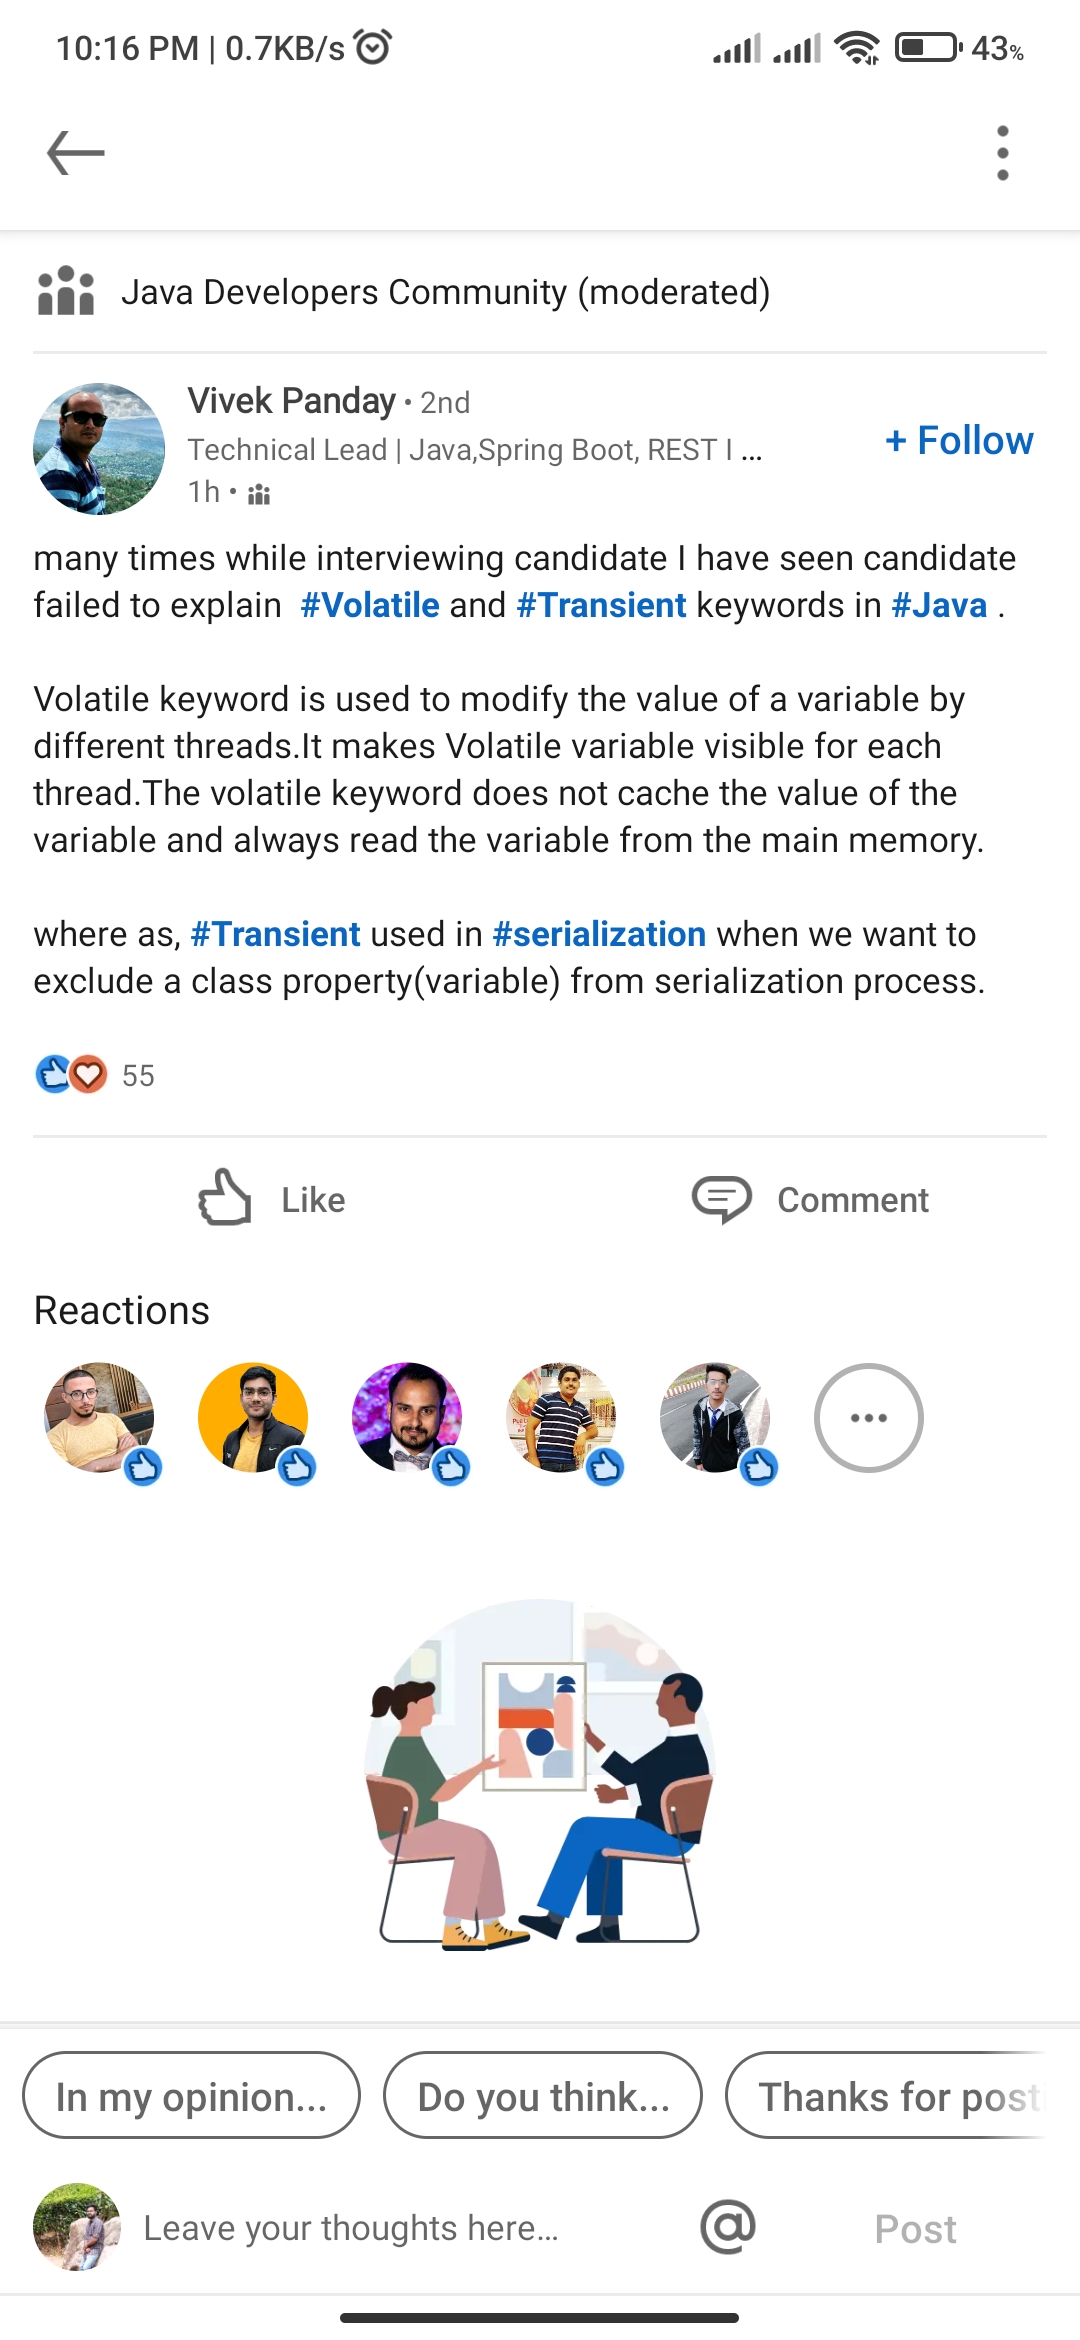 10:16 PM | 0.7KB/s
43%
Java Developers Community (moderated)
Vivek Panday • 2nd
Technical Lead | Java,Spring Boot, REST I ...
+ Follow
1h •
many times while interviewing candidate I have seen candidate
failed to explain  #Volatile and #Transient keywords in #Java .
Volatile keyword is used to modify the value of a variable by
different threads.It makes Volatile variable visible for each
thread.The volatile keyword does not cache the value of the
variable and always read the variable from the main memory.
where as, #Transient used in #serialization when we want to
exclude a class property(variable) from serialization process.
55
Like
Comment
Reactions
In my opinion...
Do you think...
Thanks for posti
Leave your thoughts here...
@
Post